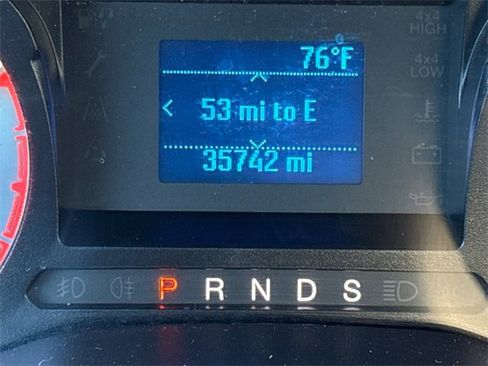 76°F
53 mi to E
35742 mi
4x4
HIGH
4x4
LOW
P R N D S